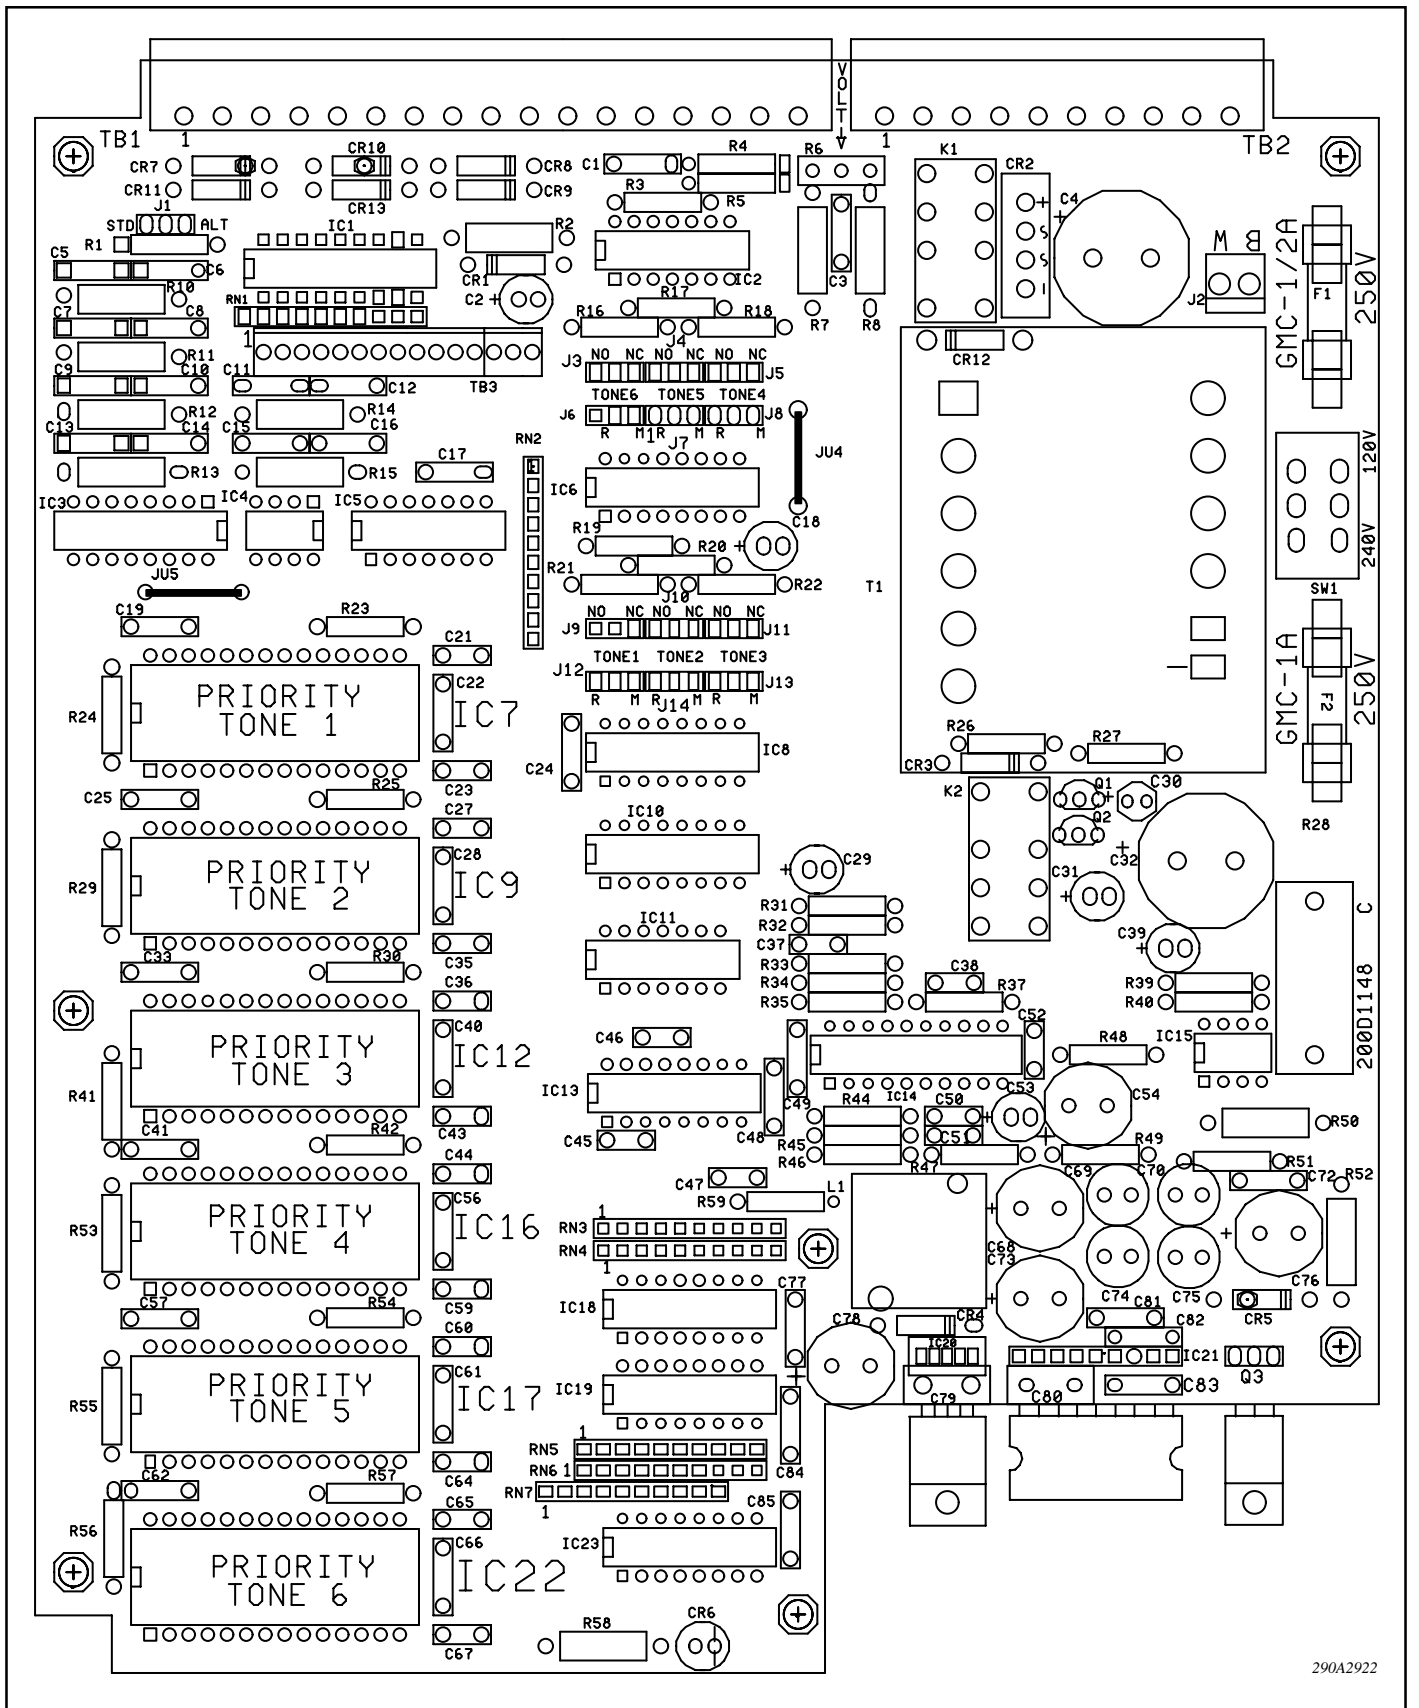 VOLT-V
TB1
1
1
TB2
CR7
CR10
CR8
C1
R4
R6
K1
CR2
CR11
CR13
CR9
R3
R5
C4
J1
STD
ALT
R1
IC1
R2
IC2
C3
+
+
S
S
M B
J2
F1
GMC-1/2A
250V
C5
C6
CR1
C2
+
R10
RN1
R17
R16
R18
R7
R8
C7
C8
J4
1
CR12
R11
J3
NO NC NO NC NO NC
J5
C9
C10
C11
C12
TB3
TONE6 TONE5 TONE4
J6
J8
R M R M R M
1
J7
R12
R14
C13
C14
C15
C16
RN2
JU4
120V
240V
SW1
R13
R15
C17
IC6
IC3
IC4
IC5
C18
R19
+
R20
JU5
R21
R22
T1
J10
C19
R23
NO NC NO NC NO NC
J9
J11
C21
TONE1 TONE2 TONE3
J12
J13
R M R M R M
J14
GMC-1A
F2
250V
PRIORITY
TONE 1
C22
IC7
R24
IC8
R26
R27
C24
CR3
C23
C25
R25
K2
Q1
+
C30
Q2
R28
C27
IC10
PRIORITY
TONE 2
C28
IC9
R29
+
C29
+
C32
C31
+
R31
C
R32
IC11
C37
C39
+
C35
C33
R30
R33
C38
R34
R37
R39
R35
R40
C36
C52
200D1148
PRIORITY
TONE 3
C40
IC12
C46
R48
IC15
R41
IC13
C53
C49
IC14
C54
R44
C50
+
+
C43
C41
R42
C45
C48
R45
C51
R50
R46
R47
R49
R51
C44
C47
R59
L1
C69
C70
C72
R52
PRIORITY
TONE 4
C56
IC16
R53
1
RN3
RN4
1
+
+
C68
C73
C59
C57
R54
IC18
C77
+
C74
C75
C76
C81
CR5
C60
C78
CR4
C82
IC20
IC21
PRIORITY
TONE 5
C61
IC17
R55
IC19
+
C79
C80
C83
Q3
1
RN5
RN6 1
C84
C64
C62
R57
RN7
1
C85
C65
R56
PRIORITY
TONE 6
C66
IC22
IC23
C67
R58
CR6
290A2922